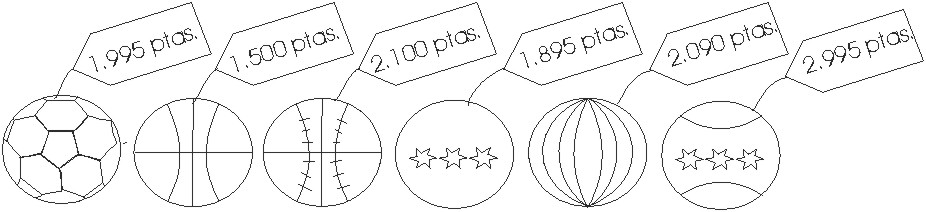 1.995 ptas.
1.500 ptas.
2.100 ptas.
1.895 ptas.
2.090 ptas.
2.995 ptas.